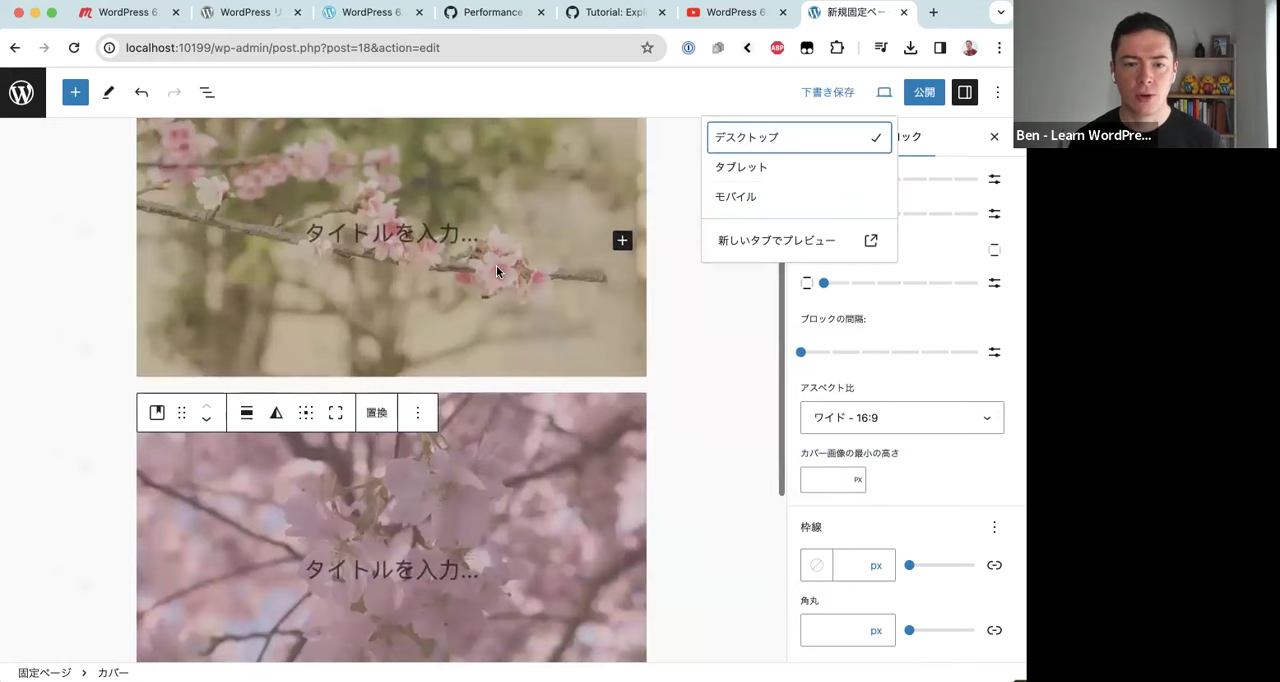 WordPress 6.
WordPress リ
WordPress 6.
Performance
Tutorial: Expl
WordPress 6.
新規固定ペー
localhost:10199/wp-admin/post.php?post=18&action=edit
ABP
下書き保存
公開
デスクトップ
タブレット
モバイル
新しいタブでプレビュー
ロック
タイトルを入力...
ブロックの間隔:
アスペクト比
ワイド - 16:9
カバー画像の最小の高さ
PX
置換
枠線
px
タイトルを入力...
角丸
px
固定ページ > カバー
Ben - Learn WordPre...